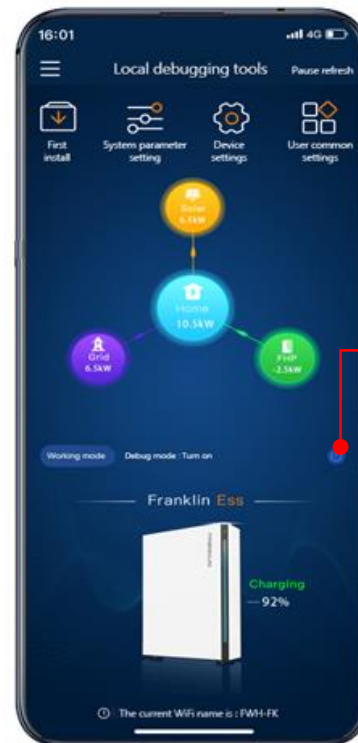 16:01
4G
Local debugging tools
Pause refresh
First
install
System parameter
setting
Device
settings
User common
settings
Solar
6.5kW
Home
10.5kW
Grid
6.5kW
FHP
-2.5kW
Working mode
Debug mode : Turn on
Franklin Ess
Charging
92%
The current WiFi name is : FWH-FK